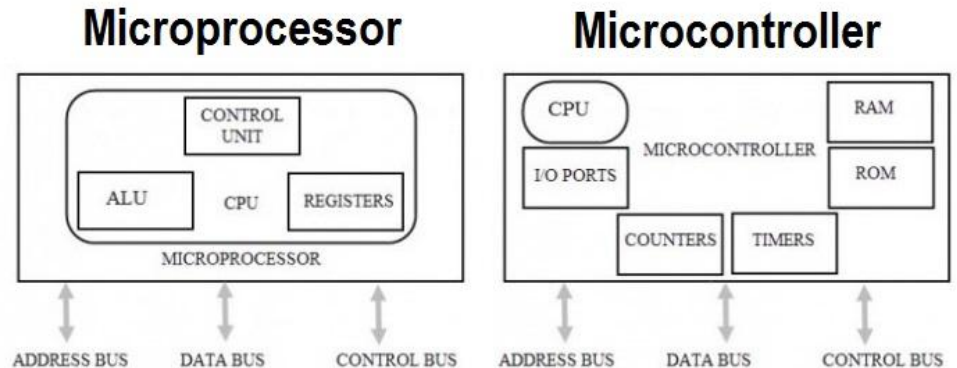 Microprocessor
CONTROL
UNIT
ALU
CPU
REGISTERS
MICROPROCESSOR
ADDRESS BUS
DATA BUS
CONTROL BUS
Microcontroller
CPU
RAM
MICROCONTROLLER
I/O PORTS
ROM
COUNTERS
TIMERS
ADDRESS BUS
DATA BUS
CONTROL BUS